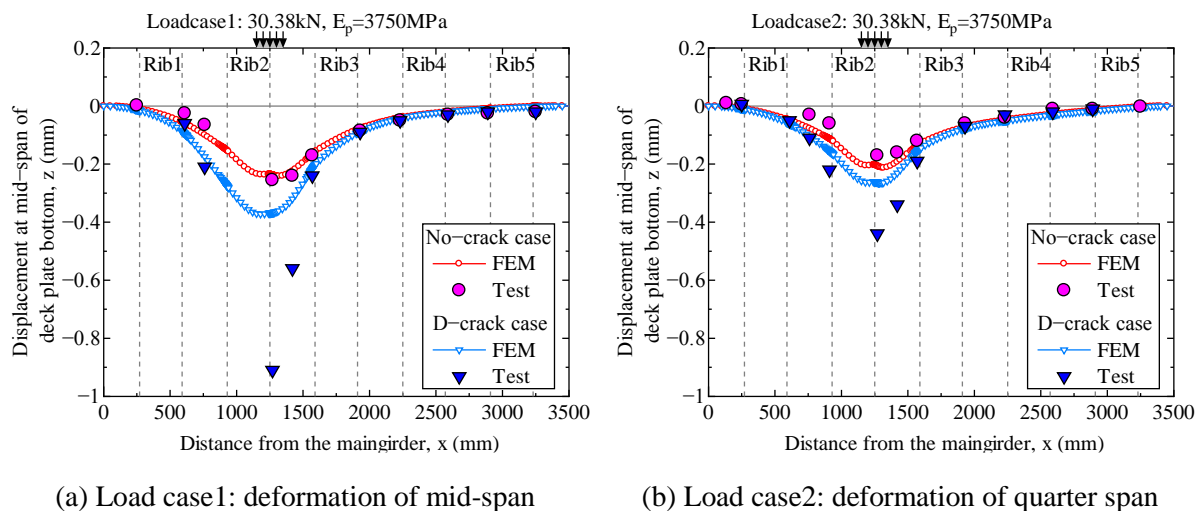 Loadcase1: 30.38kN, E_p=3750MPa
Rib1 Rib2 Rib3 Rib4 Rib5
Displacement at mid−span of
deck plate bottom, z (mm)
0.2
0
−0.2
−0.4
−0.6
−0.8
−1
No−crack case
FEM
Test
D−crack case
FEM
Test
0 500 1000 1500 2000 2500 3000 3500
Distance from the maingirder, x (mm)
(a) Load case1: deformation of mid-span
Loadcase2: 30.38kN, E_p=3750MPa
Rib1 Rib2 Rib3 Rib4 Rib5
Displacement at mid−span of
deck plate bottom, z (mm)
0.2
0
−0.2
−0.4
−0.6
−0.8
−1
No−crack case
FEM
Test
D−crack case
FEM
Test
0 500 1000 1500 2000 2500 3000 3500
Distance from the maingirder, x (mm)
(b) Load case2: deformation of quarter span